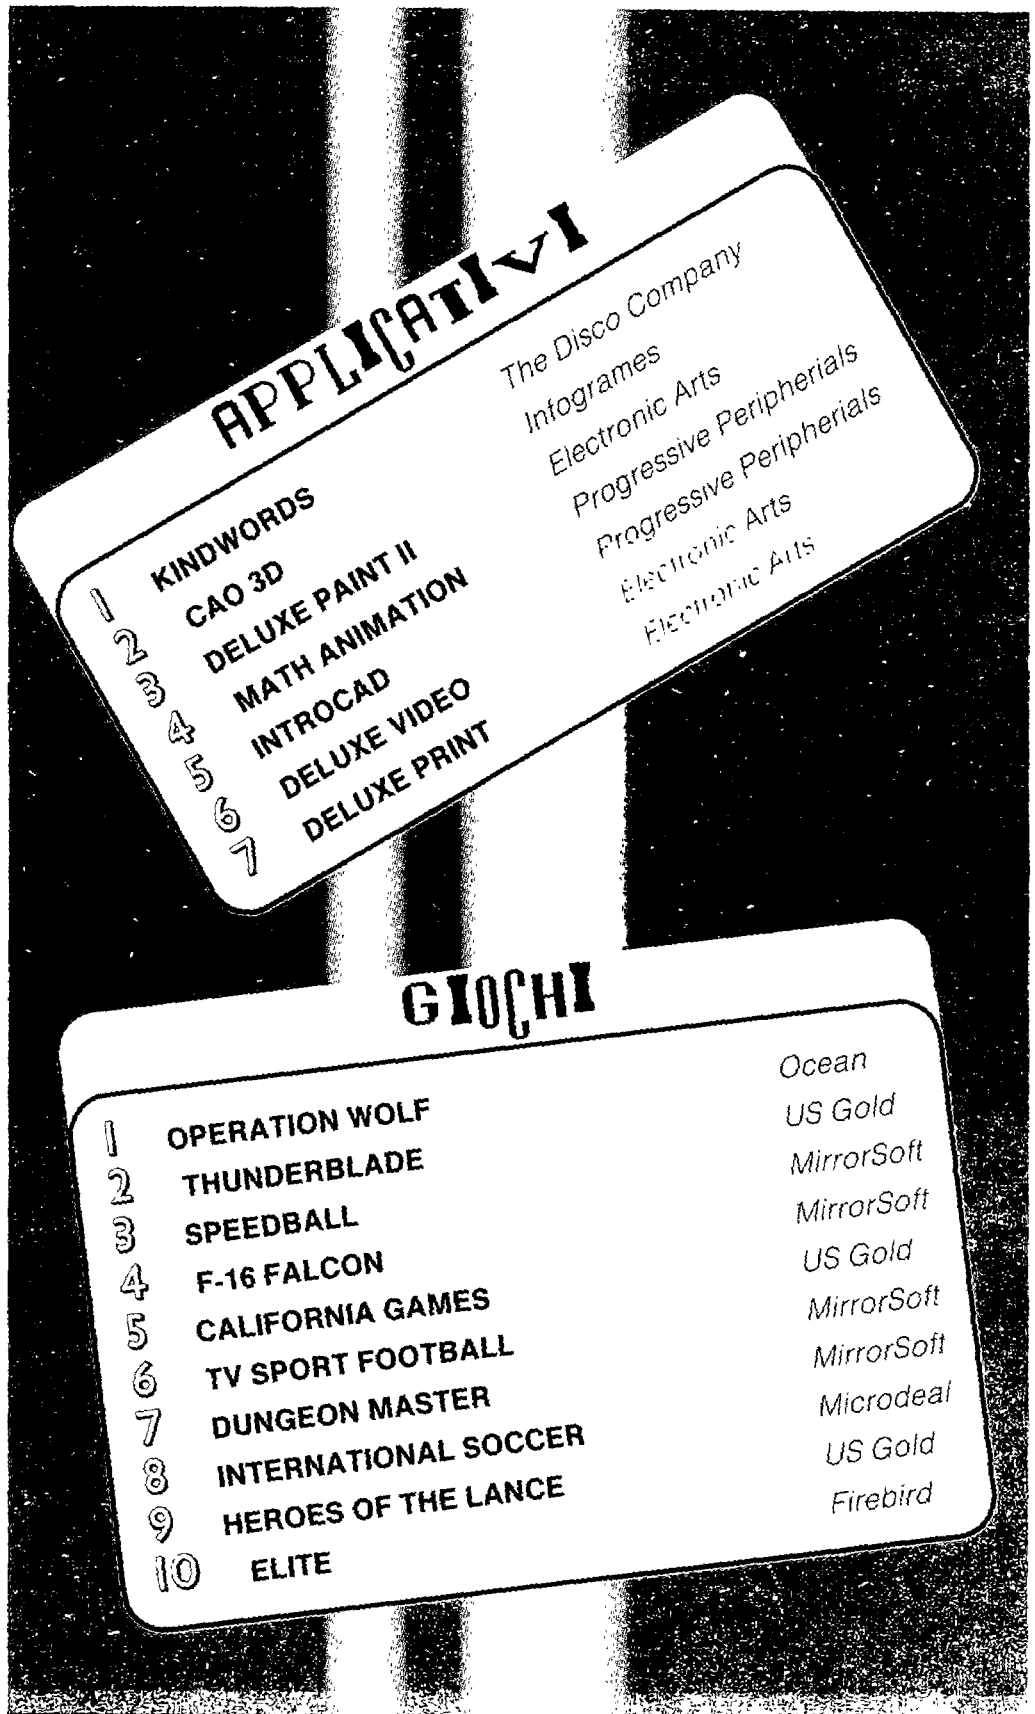 APPLICATIVI
1 KINDWORDS The Disco Company
2 CAO 3D Infogrames
3 DELUXE PAINT II Electronic Arts
4 MATH ANIMATION Progressive Peripherials
5 INTROCAD Progressive Peripherials
6 DELUXE VIDEO Electronic Arts
7 DELUXE PRINT Electronic Arts
GIOCHI
1 OPERATION WOLF Ocean
2 THUNDERBLADE US Gold
3 SPEEDBALL MirrorSoft
4 F-16 FALCON MirrorSoft
5 CALIFORNIA GAMES US Gold
6 TV SPORT FOOTBALL MirrorSoft
7 DUNGEON MASTER MirrorSoft
8 INTERNATIONAL SOCCER Microdeal
9 HEROES OF THE LANCE US Gold
10 ELITE Firebird